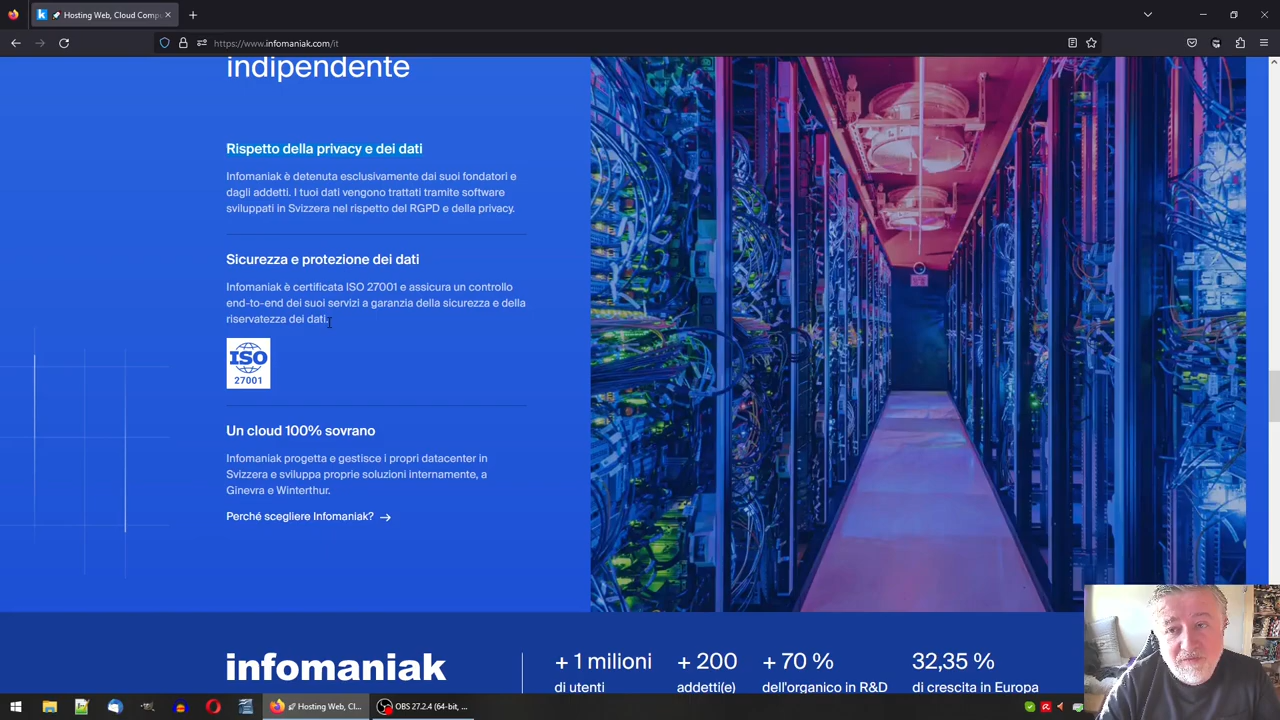 Hosting Web, Cloud Comp
https://www.infomaniak.com/it
indipendente
Rispetto della privacy e dei dati
Infomaniak è detenuta esclusivamente dai suoi fondatori e
dagli addetti. I tuoi dati vengono trattati tramite software
sviluppati in Svizzera nel rispetto del RGPD e della privacy.
Sicurezza e protezione dei dati
Infomaniak è certificata ISO 27001 e assicura un controllo
end-to-end dei suoi servizi a garanzia della sicurezza e della
riservatezza dei dati.
ISO
27001
Un cloud 100% sovrano
Infomaniak progetta e gestisce i propri datacenter in
Svizzera e sviluppa proprie soluzioni internamente, a
Ginevra e Winterthur.
Perché scegliere Infomaniak? →
infomaniak
+ 1 milioni
di utenti
+ 200
addetti(e)
+ 70 %
dell'organico in R&D
32,35 %
di crescita in Europa
Hosting Web, Cl...
OBS 27.2.4 (64-bit, ...